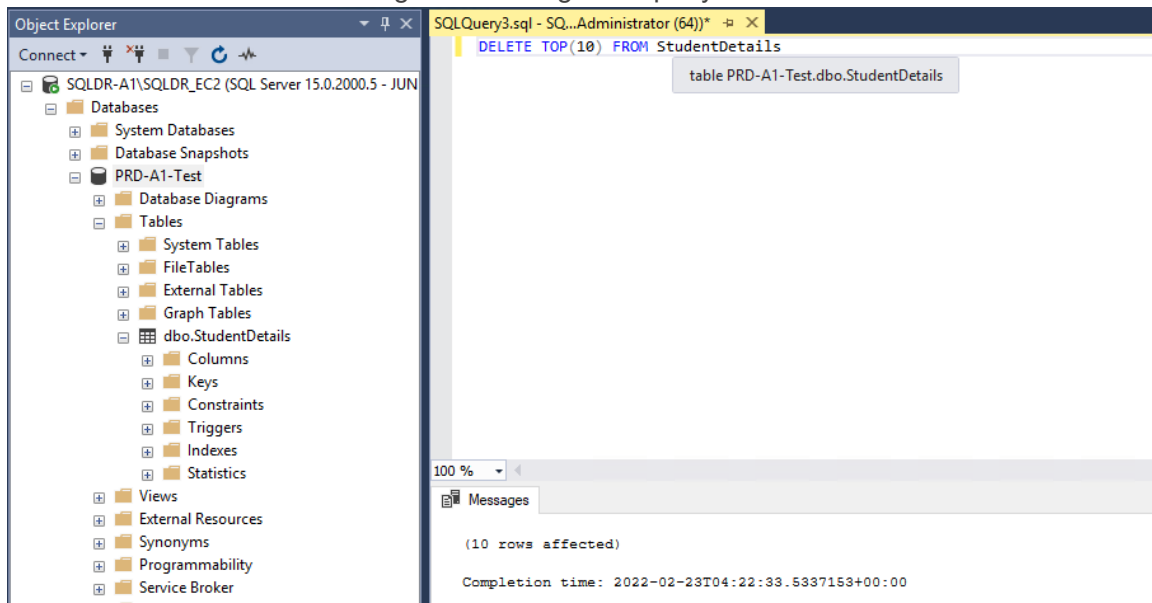 Object Explorer
Connect
SQLDR-A1\SQLDR_EC2 (SQL Server 15.0.2000.5 - JUN
Databases
System Databases
Database Snapshots
PRD-A1-Test
Database Diagrams
Tables
System Tables
FileTables
External Tables
Graph Tables
dbo.StudentDetails
Columns
Keys
Constraints
Triggers
Indexes
Statistics
Views
External Resources
Synonyms
Programmability
Service Broker
SQLQuery3.sql - SQ...Administrator (64))*
DELETE TOP(10) FROM StudentDetails
table PRD-A1-Test.dbo.StudentDetails
100 %
Messages
(10 rows affected)
Completion time: 2022-02-23T04:22:33.5337153+00:00